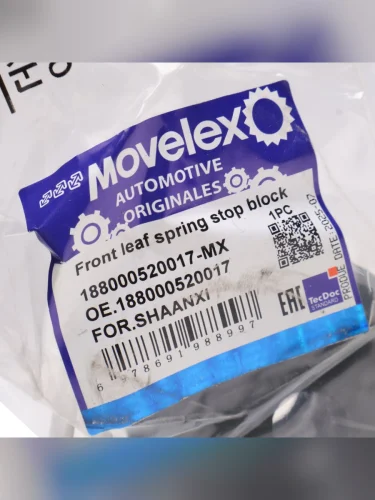 Movelex
AUTOMOTIVE
ORIGINALES
Front leaf spring stop block
1PC
188000520017-MX
OE.188000520017
FOR.SHAANXI
EAC
TecDoc
STANDARD
6 978691 988997